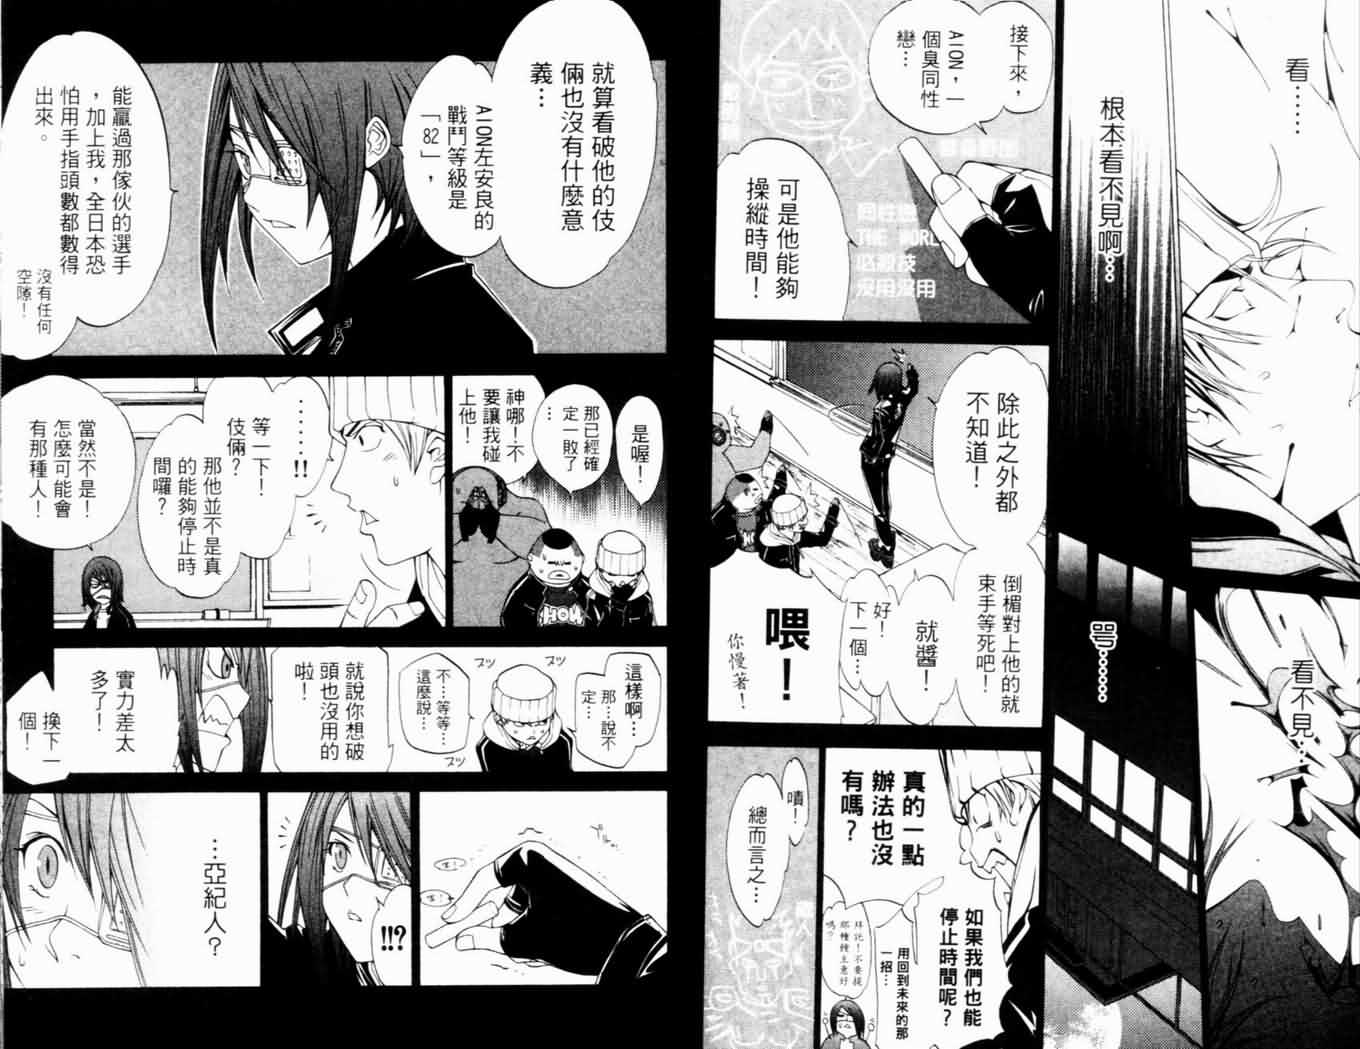 看……
根本看不見啊…
看不見…
咢……
接下來，
AION，一
個臭同性
戀…
THE WORL
必殺技
可是他能夠
操縱時間！
除此之外都
不知道！
倒楣對上他的就
束手等死吧！
就醬！
好！
下一個…
喂！
你慢著！
真的一點
辦法也沒
有嗎？
如果我們也能
停止時間呢？
用回到未來的那
一招…
拜託！不要提
那種餿主意好
嗎？
嘖！
總而言之…
就算看破他的伎
倆也沒有什麼意
義…
AION左安良的
戰鬥等級是
「82」，
能贏過那傢伙的選手
，加上我，全日本恐
怕用手指頭數都數得
出來。
沒有任何
空隙！
是喔！
那已經確
定一敗了
…
神哪！不
要讓我碰
上他！
……!!
等一下！
伎倆？
那他並不是真
的能夠停止時
間囉？
當然不是！
怎麼可能會
有那種人！
這樣啊…
那…說不
定…
不…等等…
這麼說…
ヌッ
ヌッ
ヌッ
就說你想破
頭也沒用的
啦！
實力差太
多了！
換下一
個！
!!?
…亞紀人？